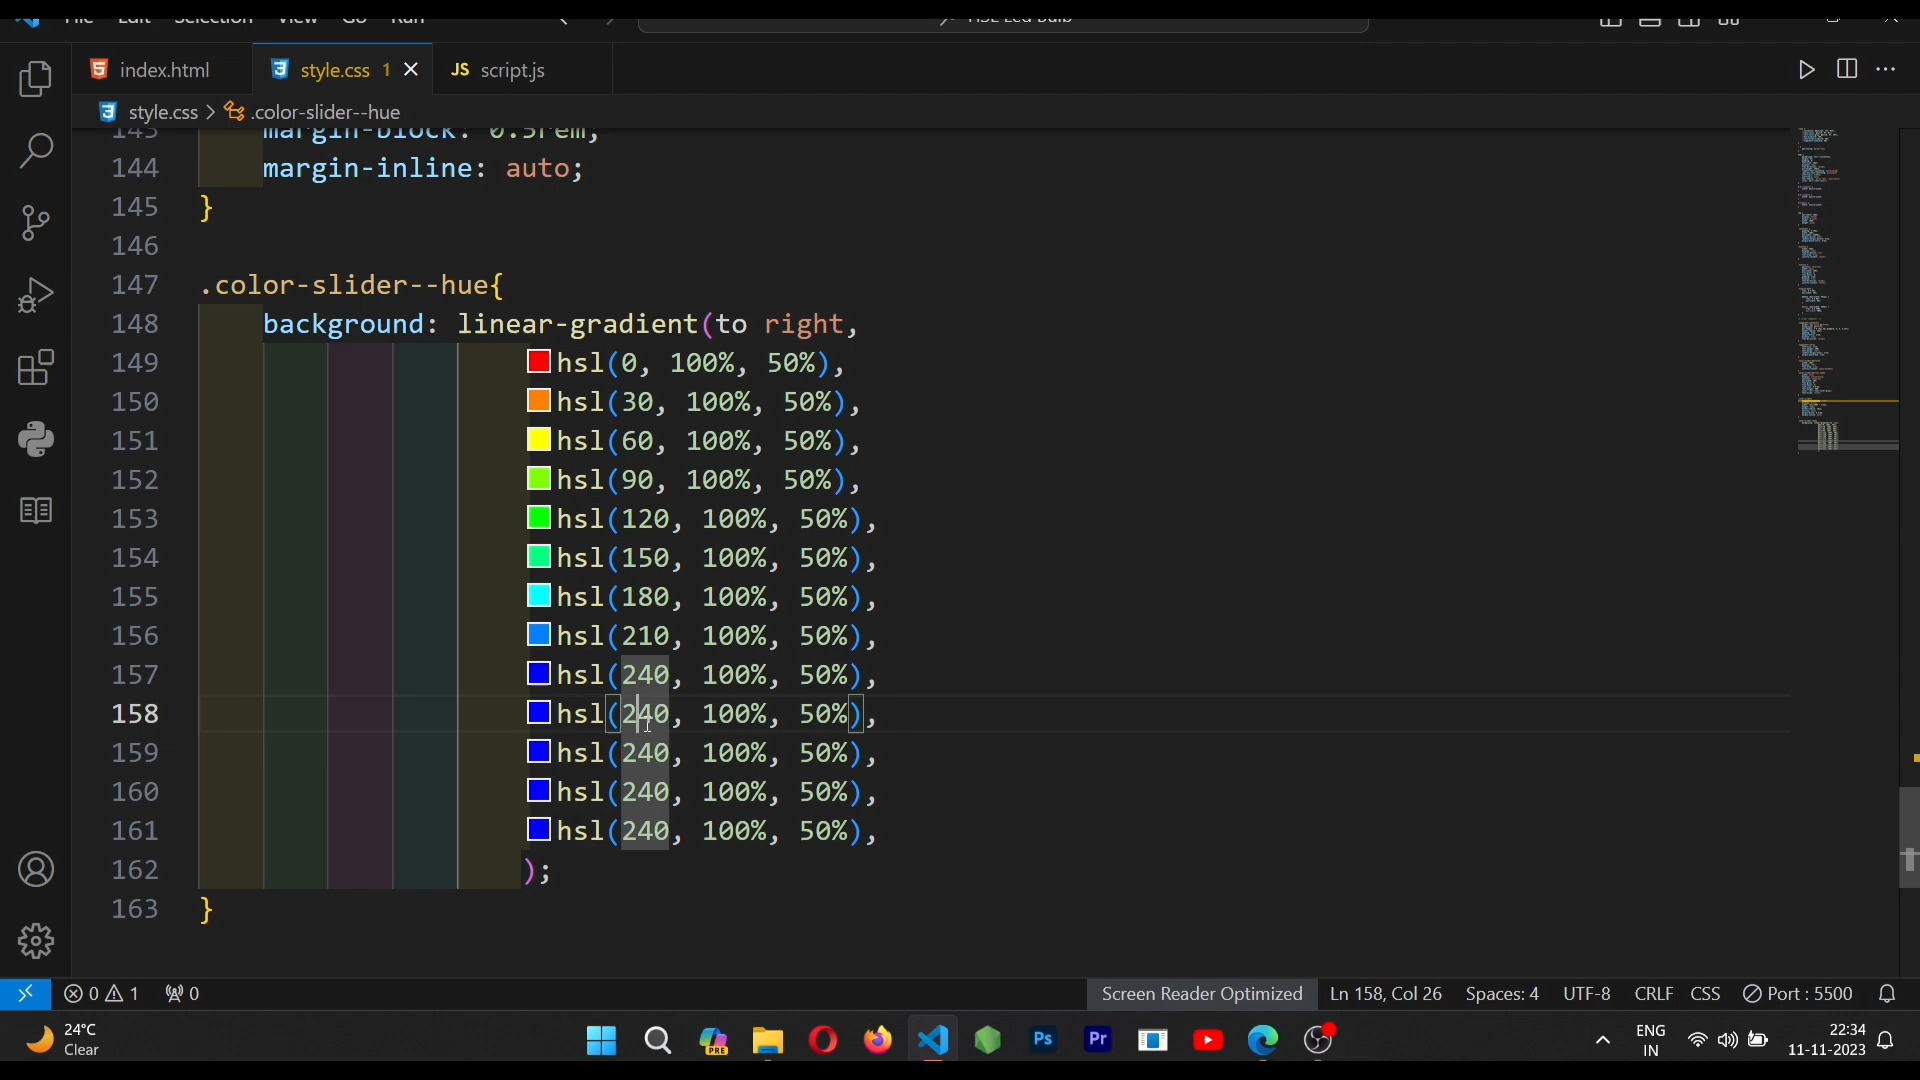 index.html
style.css 1
JS script.js
style.css > .color-slider--hue
144 margin-inline: auto;
145 }
146
147 .color-slider--hue{
148 background: linear-gradient(to right,
149 hsl(0, 100%, 50%),
150 hsl(30, 100%, 50%),
151 hsl(60, 100%, 50%),
152 hsl(90, 100%, 50%),
153 hsl(120, 100%, 50%),
154 hsl(150, 100%, 50%),
155 hsl(180, 100%, 50%),
156 hsl(210, 100%, 50%),
157 hsl(240, 100%, 50%),
158 hsl(240, 100%, 50%),
159 hsl(240, 100%, 50%),
160 hsl(240, 100%, 50%),
161 hsl(240, 100%, 50%),
162 );
163 }
0 1 0 Screen Reader Optimized Ln 158, Col 26 Spaces: 4 UTF-8 CRLF CSS Port : 5500
24°C
Clear
PRE
Ps
Pr
ENG
IN
22:34
11-11-2023